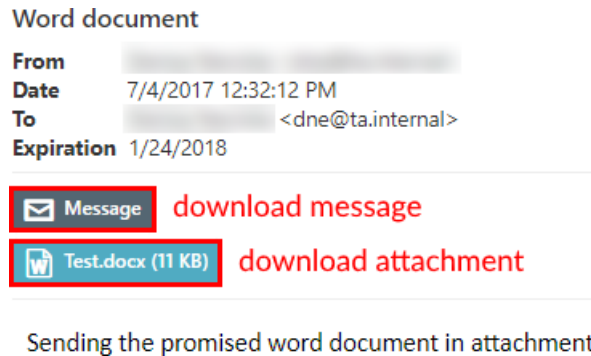 Word document
From
Date 7/4/2017 12:32:12 PM
To <dne@ta.internal>
Expiration 1/24/2018
Message download message
Test.docx (11 KB) download attachment
Sending the promised word document in attachment